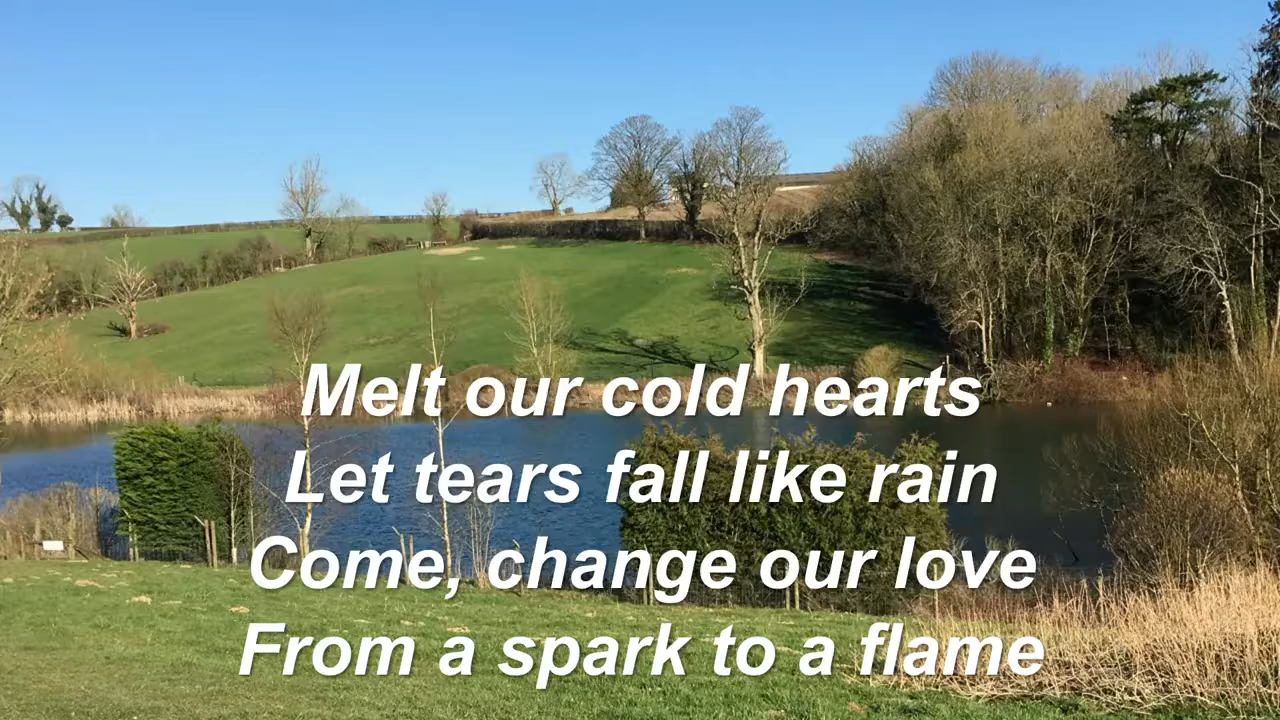 Melt our cold hearts
Let tears fall like rain
Come, change our love
From a spark to a flame